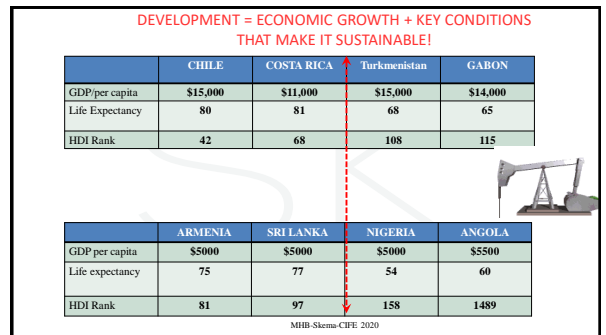 DEVELOPMENT = ECONOMIC GROWTH + KEY CONDITIONS
THAT MAKE IT SUSTAINABLE!
CHILE COSTA RICA Turkmenistan GABON
GDP/per capita $15,000 $11,000 $15,000 $14,000
Life Expectancy 80 81 68 65
HDI Rank 42 68 108 115
ARMENIA SRI LANKA NIGERIA ANGOLA
GDP per capita $5000 $5000 $5000 $5500
Life expectancy 75 77 54 60
HDI Rank 81 97 158 1489
MHB-Skema-CIFE 2020